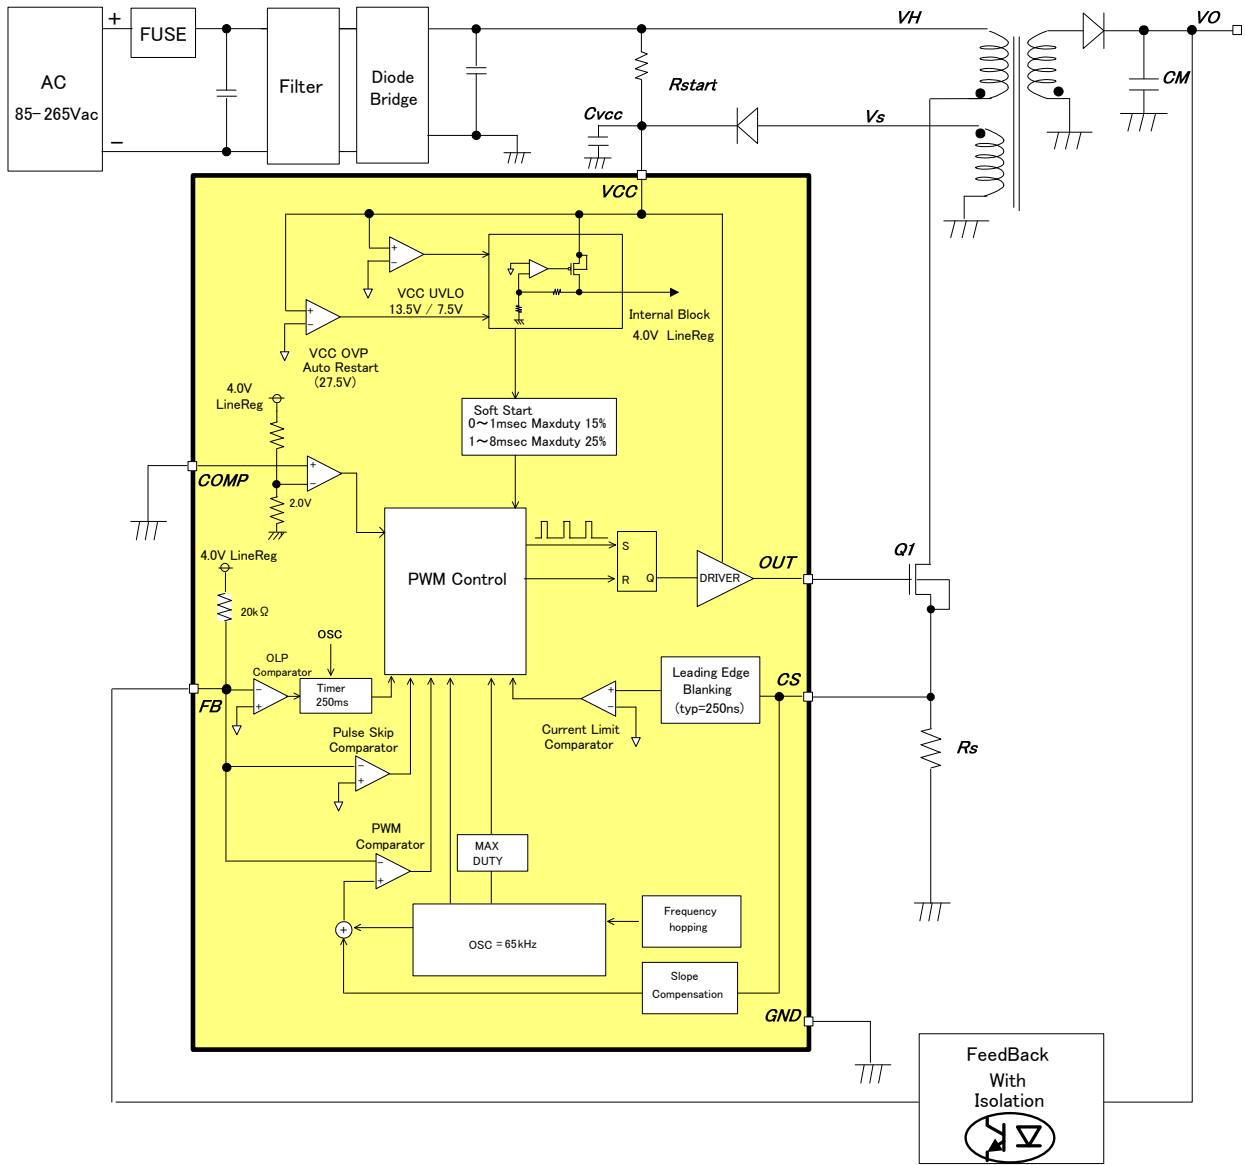 AC
85-265Vac
+
−
FUSE
Filter
Diode
Bridge
VH
VO
CM
Rstart
Cvcc
Vs
VCC
+
−
VCC UVLO
13.5V / 7.5V
+
−
VCC OVP
Auto Restart
(27.5V)
Internal Block
4.0V LineReg
4.0V
LineReg
Soft Start
0～1msec Maxduty 15%
1～8msec Maxduty 25%
COMP
+
−
2.0V
4.0V LineReg
20kΩ
PWM Control
S
R
Q
DRIVER
OUT
Q1
OSC
OLP
Comparator
−
+
Timer
250ms
FB
Pulse Skip
Comparator
−
+
Current Limit
Comparator
+
−
Leading Edge
Blanking
(typ=250ns)
CS
Rs
PWM
Comparator
−
+
MAX
DUTY
+
OSC = 65kHz
Frequency
hopping
Slope
Compensation
GND
FeedBack
With
Isolation